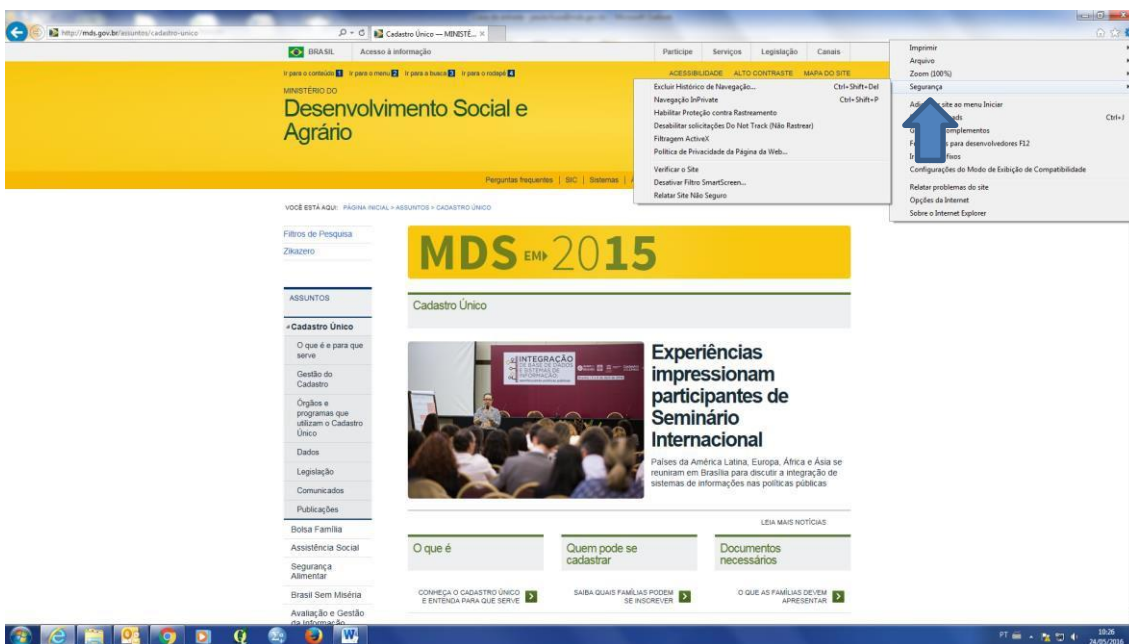 http://mds.gov.br/assuntos/cadastro-unico
Cadastro Único — MINISTÉ...
BRASIL Acesso à informação Participe Serviços Legislação Canais
Ir para o conteúdo 1 Ir para o menu 2 Ir para a busca 3 Ir para o rodapé 4
ACESSIBILIDADE ALTO CONTRASTE MAPA DO SITE
MINISTÉRIO DO
Desenvolvimento Social e
Agrário
Perguntas frequentes | SIC | Sistemas |
Imprimir
Arquivo
Zoom (100%)
Segurança
site ao menu Iniciar
Ctrl+J
para desenvolvedores F12
Configurações do Modo de Exibição de Compatibilidade
Relatar problemas do site
Opções da Internet
Sobre o Internet Explorer
Excluir Histórico de Navegação... Ctrl+Shift+Del
Navegação InPrivate Ctrl+Shift+P
Habilitar Proteção contra Rastreamento
Desabilitar solicitações Do Not Track (Não Rastrear)
Filtragem ActiveX
Política de Privacidade da Página da Web...
Verificar o Site
Desativar Filtro SmartScreen...
Relatar Site Não Seguro
VOCÊ ESTÁ AQUI: PÁGINA INICIAL > ASSUNTOS > CADASTRO ÚNICO
Filtros de Pesquisa
Zikazero
ASSUNTOS
Cadastro Único
O que é e para que
serve
Gestão do
Cadastro
Órgãos e
programas que
utilizam o Cadastro
Único
Dados
Legislação
Comunicados
Publicações
Bolsa Família
Assistência Social
Segurança
Alimentar
Brasil Sem Miséria
Avaliação e Gestão
da Informação
MDS EM 2015
Cadastro Único
INTEGRAÇÃO
DE BASE DE DADOS
E SISTEMAS DE
INFORMAÇÃO
Experiências
impressionam
participantes de
Seminário
Internacional
Países da América Latina, Europa, África e Ásia se
reuniram em Brasília para discutir a integração de
sistemas de informações nas políticas públicas
LEIA MAIS NOTÍCIAS
O que é
CONHEÇA O CADASTRO ÚNICO
E ENTENDA PARA QUE SERVE
Quem pode se
cadastrar
SAIBA QUAIS FAMÍLIAS PODEM
SE INSCREVER
Documentos
necessários
O QUE AS FAMÍLIAS DEVEM
APRESENTAR
PT
10:26
24/05/2016